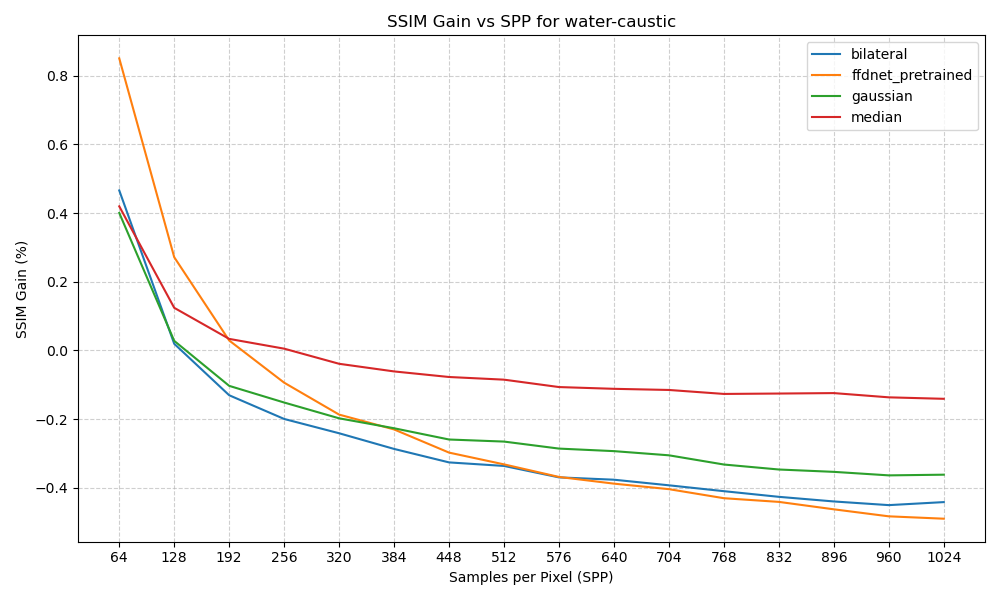 SSIM Gain vs SPP for water-caustic
bilateral
ffdnet_pretrained
gaussian
median
SSIM Gain (%)
0.8
0.6
0.4
0.2
0.0
−0.2
−0.4
64 128 192 256 320 384 448 512 576 640 704 768 832 896 960 1024
Samples per Pixel (SPP)